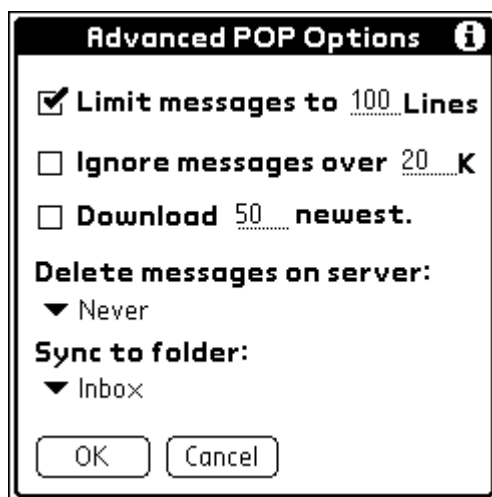 Advanced POP Options i
Limit messages to 100 Lines
Ignore messages over 20 K
Download 50 newest.
Delete messages on server:
Never
Sync to folder:
Inbox
OK Cancel